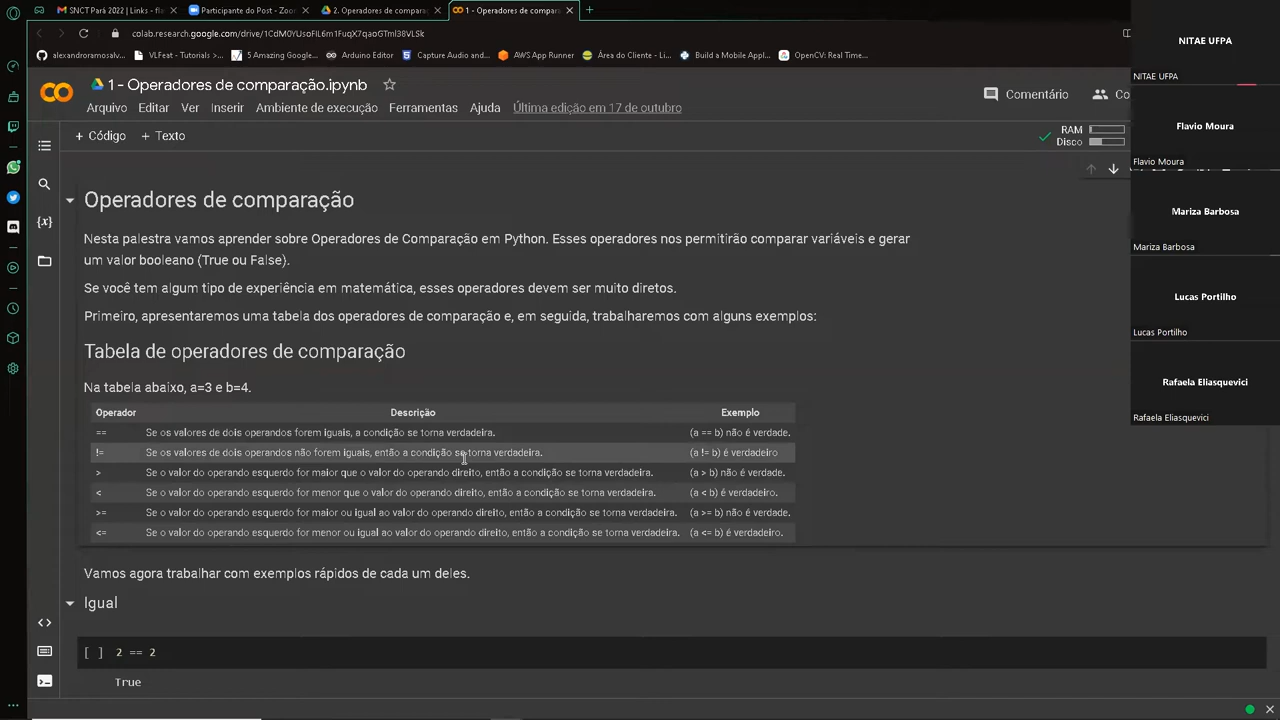 SNCT Pará 2022 | Links - fl
Participante do Post - Zoo
2. Operadores de compara
1 - Operadores de compara
colab.research.google.com/drive/1CdM0YUsoFIL6m1FuqX7qaoGTmI38VLSk
alexandroramosalv
VLFeat - Tutorials >...
5 Amazing Google...
Arduino Editor
Capture Audio and...
AWS App Runner
Área do Cliente - L...
Build a Mobile Appl...
OpenCV: Real Time...
1 - Operadores de comparação.ipynb
Arquivo Editar Ver Inserir Ambiente de execução Ferramentas Ajuda Última edição em 17 de outubro
Comentário
Co
+ Código + Texto
RAM
Disco
Operadores de comparação
Nesta palestra vamos aprender sobre Operadores de Comparação em Python. Esses operadores nos permitirão comparar variáveis e gerar
um valor booleano (True ou False).
Se você tem algum tipo de experiência em matemática, esses operadores devem ser muito diretos.
Primeiro, apresentaremos uma tabela dos operadores de comparação e, em seguida, trabalharemos com alguns exemplos:
Tabela de operadores de comparação
Na tabela abaixo, a=3 e b=4.
Operador Descrição Exemplo
== Se os valores de dois operandos forem iguais, a condição se torna verdadeira. (a == b) não é verdade.
!= Se os valores de dois operandos não forem iguais, então a condição se torna verdadeira. (a != b) é verdadeiro
> Se o valor do operando esquerdo for maior que o valor do operando direito, então a condição se torna verdadeira. (a > b) não é verdade.
< Se o valor do operando esquerdo for menor que o valor do operando direito, então a condição se torna verdadeira. (a < b) é verdadeiro.
>= Se o valor do operando esquerdo for maior ou igual ao valor do operando direito, então a condição se torna verdadeira. (a >= b) não é verdade.
<= Se o valor do operando esquerdo for menor ou igual ao valor do operando direito, então a condição se torna verdadeira. (a <= b) é verdadeiro.
Vamos agora trabalhar com exemplos rápidos de cada um deles.
Igual
[ ] 2 == 2
True
NITAE UFPA
NITAE UFPA
Flavio Moura
Flavio Moura
Mariza Barbosa
Mariza Barbosa
Lucas Portilho
Lucas Portilho
Rafaela Eliasquevici
Rafaela Eliasquevici